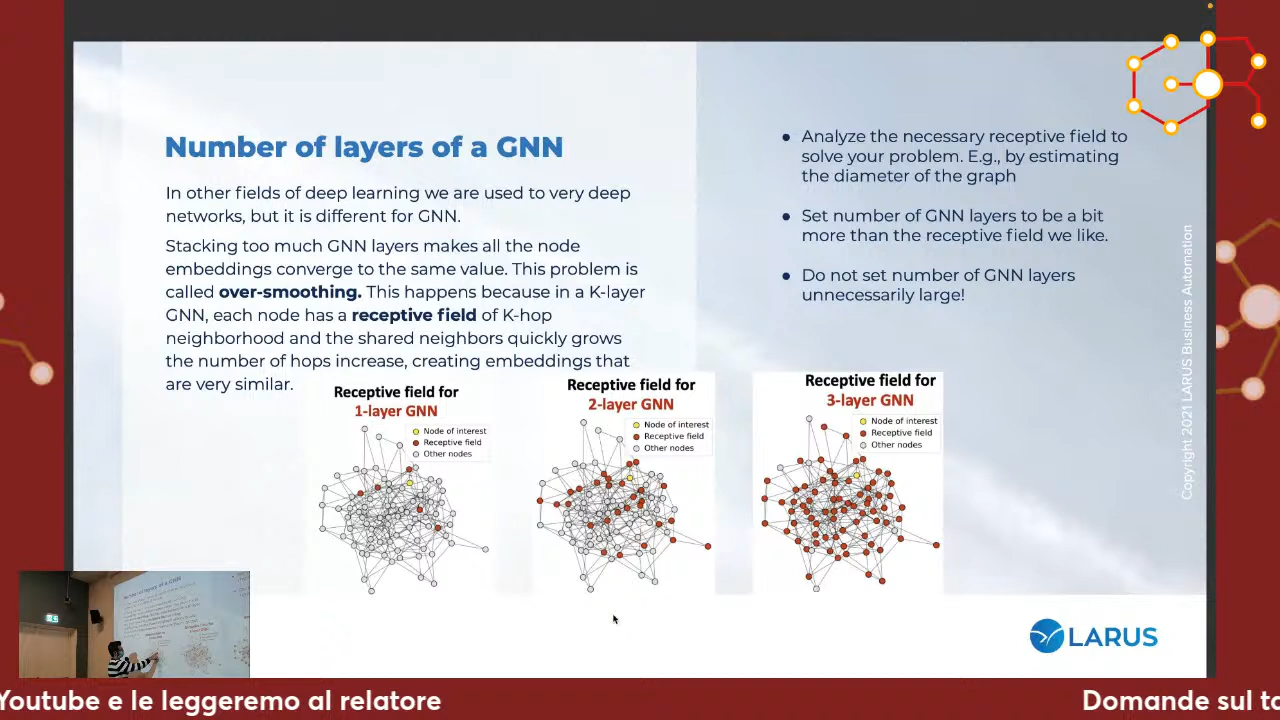 Number of layers of a GNN
In other fields of deep learning we are used to very deep
networks, but it is different for GNN.
Stacking too much GNN layers makes all the node
embeddings converge to the same value. This problem is
called over-smoothing. This happens because in a K-layer
GNN, each node has a receptive field of K-hop
neighborhood and the shared neighbors quickly grows
the number of hops increase, creating embeddings that
are very similar.
Analyze the necessary receptive field to
solve your problem. E.g., by estimating
the diameter of the graph
Set number of GNN layers to be a bit
more than the receptive field we like.
Do not set number of GNN layers
unnecessarily large!
Copyright 2021 LARUS Business Automation
Receptive field for
1-layer GNN
Node of interest
Receptive field
Other nodes
Receptive field for
2-layer GNN
Node of interest
Receptive field
Other nodes
Receptive field for
3-layer GNN
Node of interest
Receptive field
Other nodes
LARUS
Youtube e le leggeremo al relatore
Domande sul